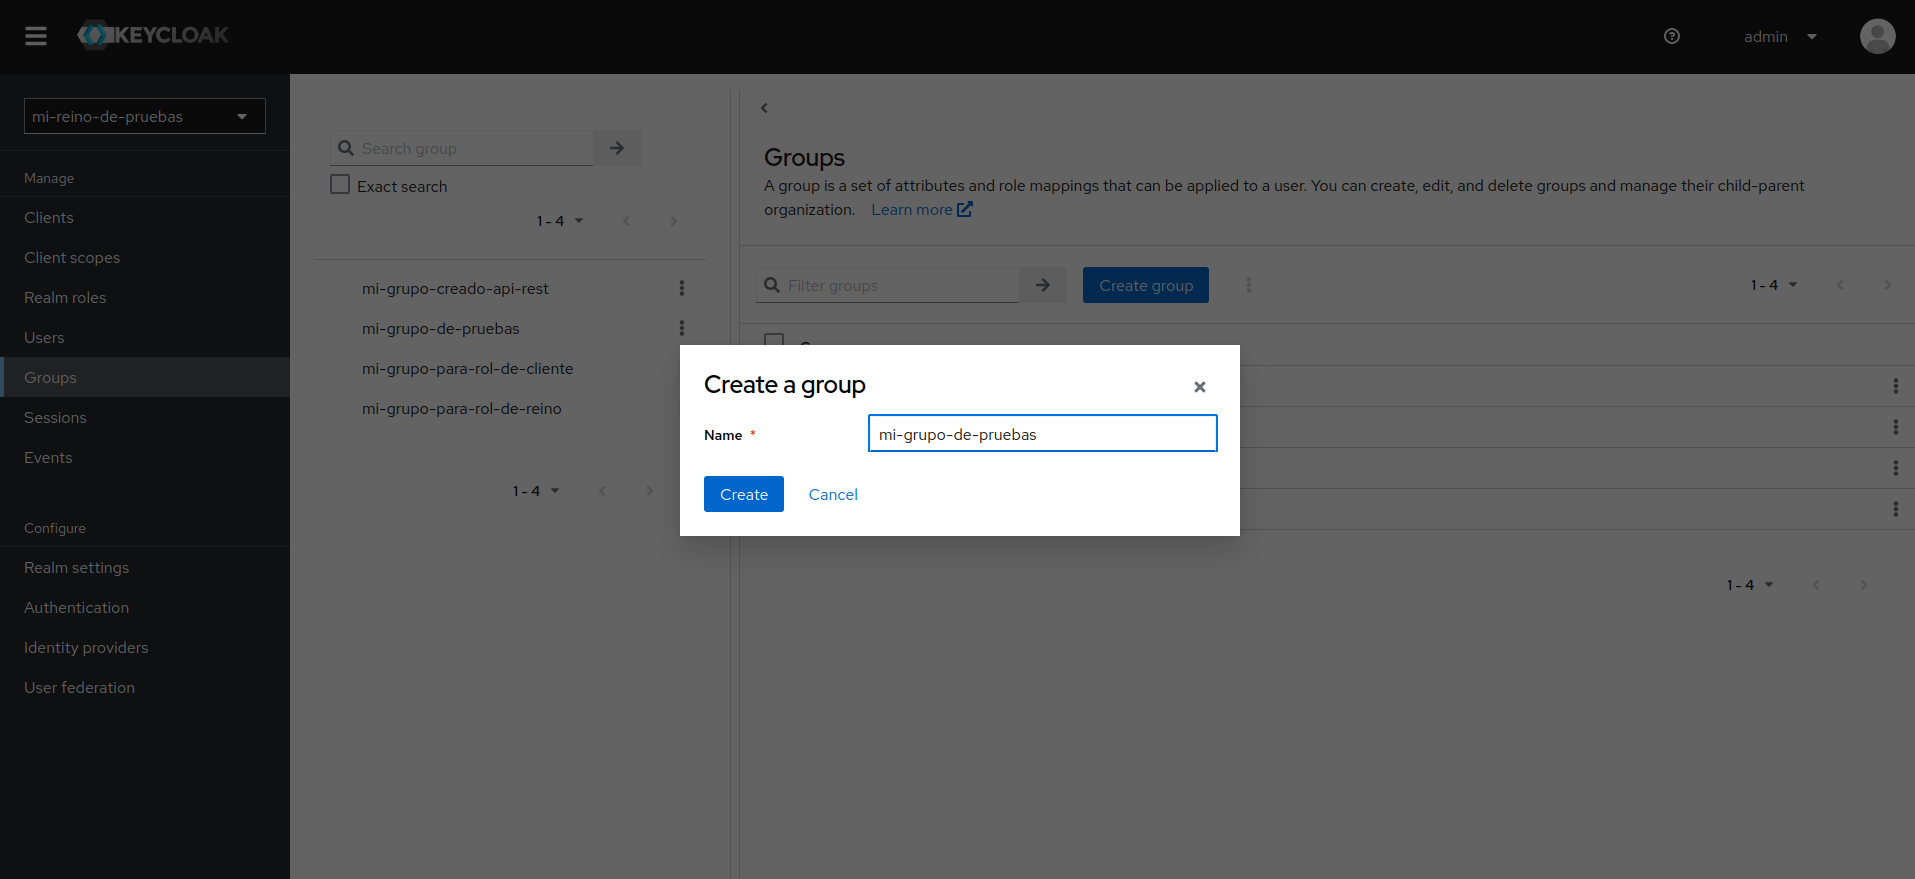 KEYCLOAK
admin
mi-reino-de-pruebas
Manage
Clients
Client scopes
Realm roles
Users
Groups
Sessions
Events
Configure
Realm settings
Authentication
Identity providers
User federation
Search group
Exact search
1 - 4
mi-grupo-creado-api-rest
mi-grupo-de-pruebas
mi-grupo-para-rol-de-cliente
mi-grupo-para-rol-de-reino
1 - 4
Groups
A group is a set of attributes and role mappings that can be applied to a user. You can create, edit, and delete groups and manage their child-parent
organization. Learn more
Filter groups
Create group
1 - 4
1 - 4
Create a group
Name *
mi-grupo-de-pruebas
Create
Cancel